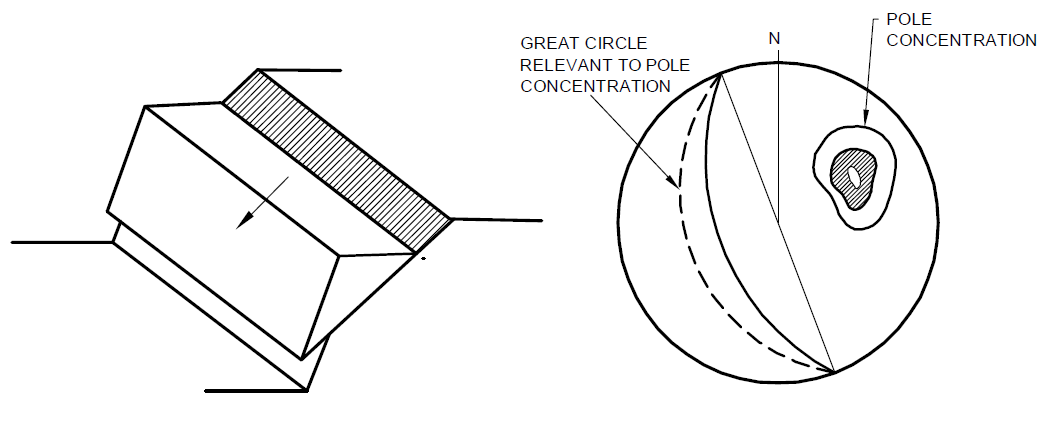 GREAT CIRCLE
RELEVANT TO POLE
CONCENTRATION
N
POLE
CONCENTRATION